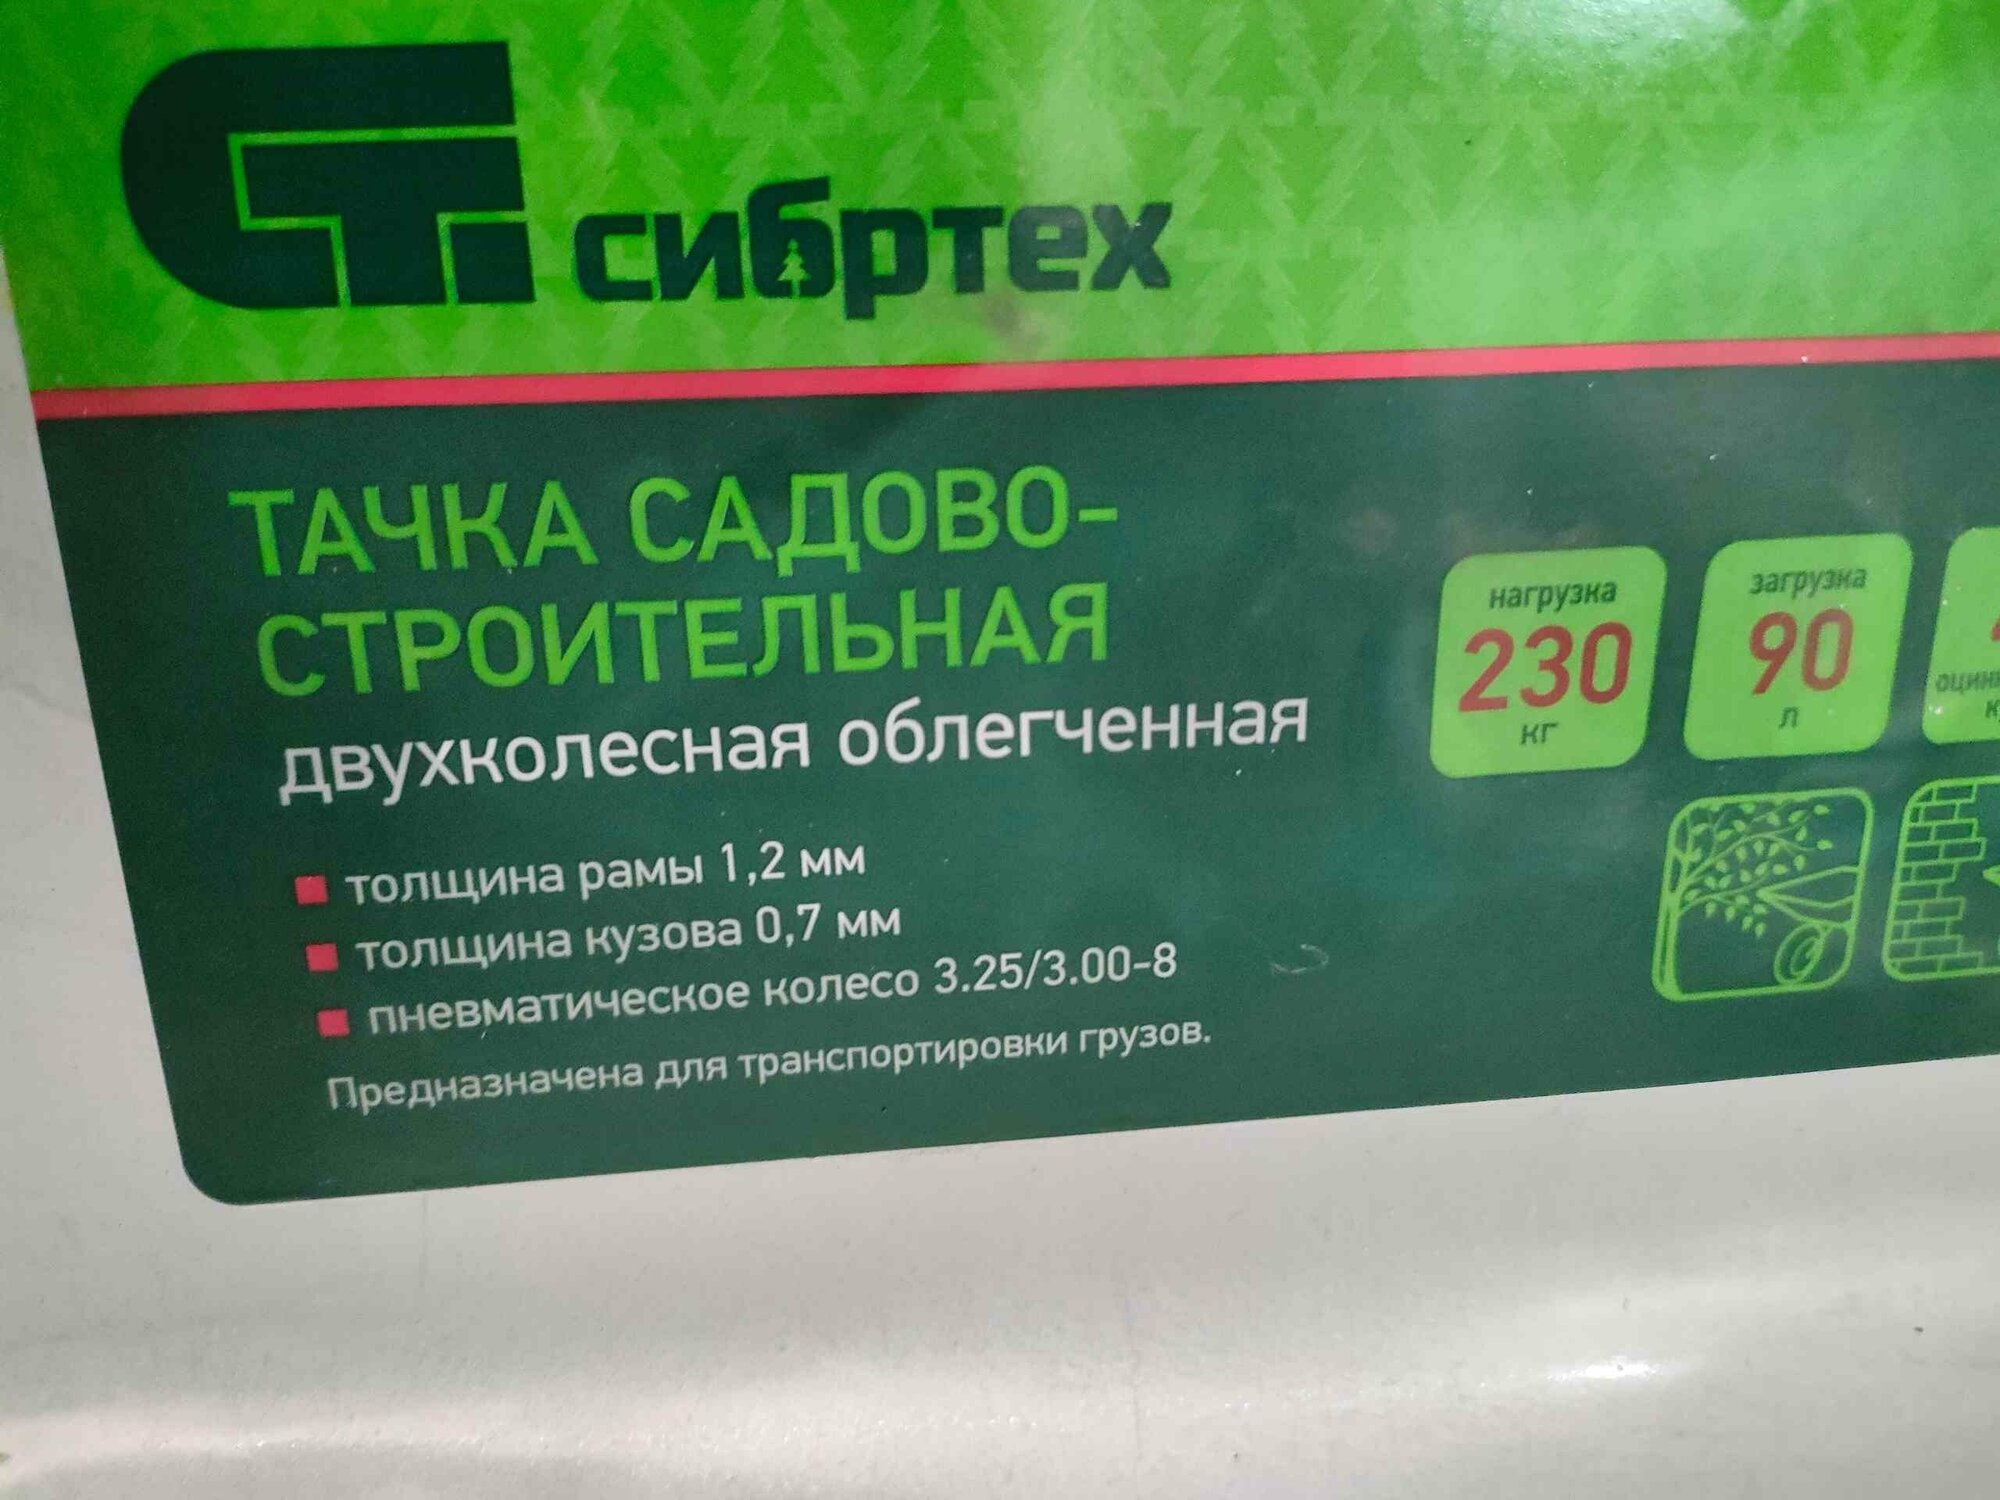 сибртех
ТАЧКА САДОВО-
СТРОИТЕЛЬНАЯ
двухколесная облегченная
толщина рамы 1,2 мм
толщина кузова 0,7 мм
пневматическое колесо 3.25/3.00-8
Предназначена для транспортировки грузов.
нагрузка
230
кг
загрузка
90
л